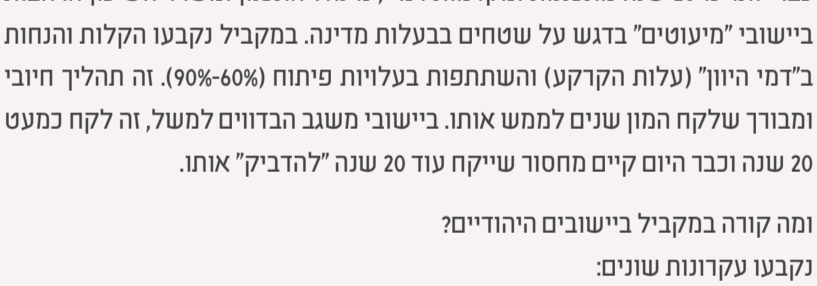 ביישובי "מיעוטים" בדגש על שטחים בבעלות מדינה. במקביל נקבעו הקלות והנחות
ב"דמי היוון" (עלות הקרקע) והשתתפות בעלויות פיתוח (90%-60%). זה תהליך חיובי
ומבורך שלקח המון שנים לממש אותו. ביישובי משגב הבדווים למשל, זה לקח כמעט
20 שנה וכבר היום קיים מחסור שייקח עוד 20 שנה "להדביק" אותו.
ומה קורה במקביל ביישובים היהודיים?
נקבעו עקרונות שונים: